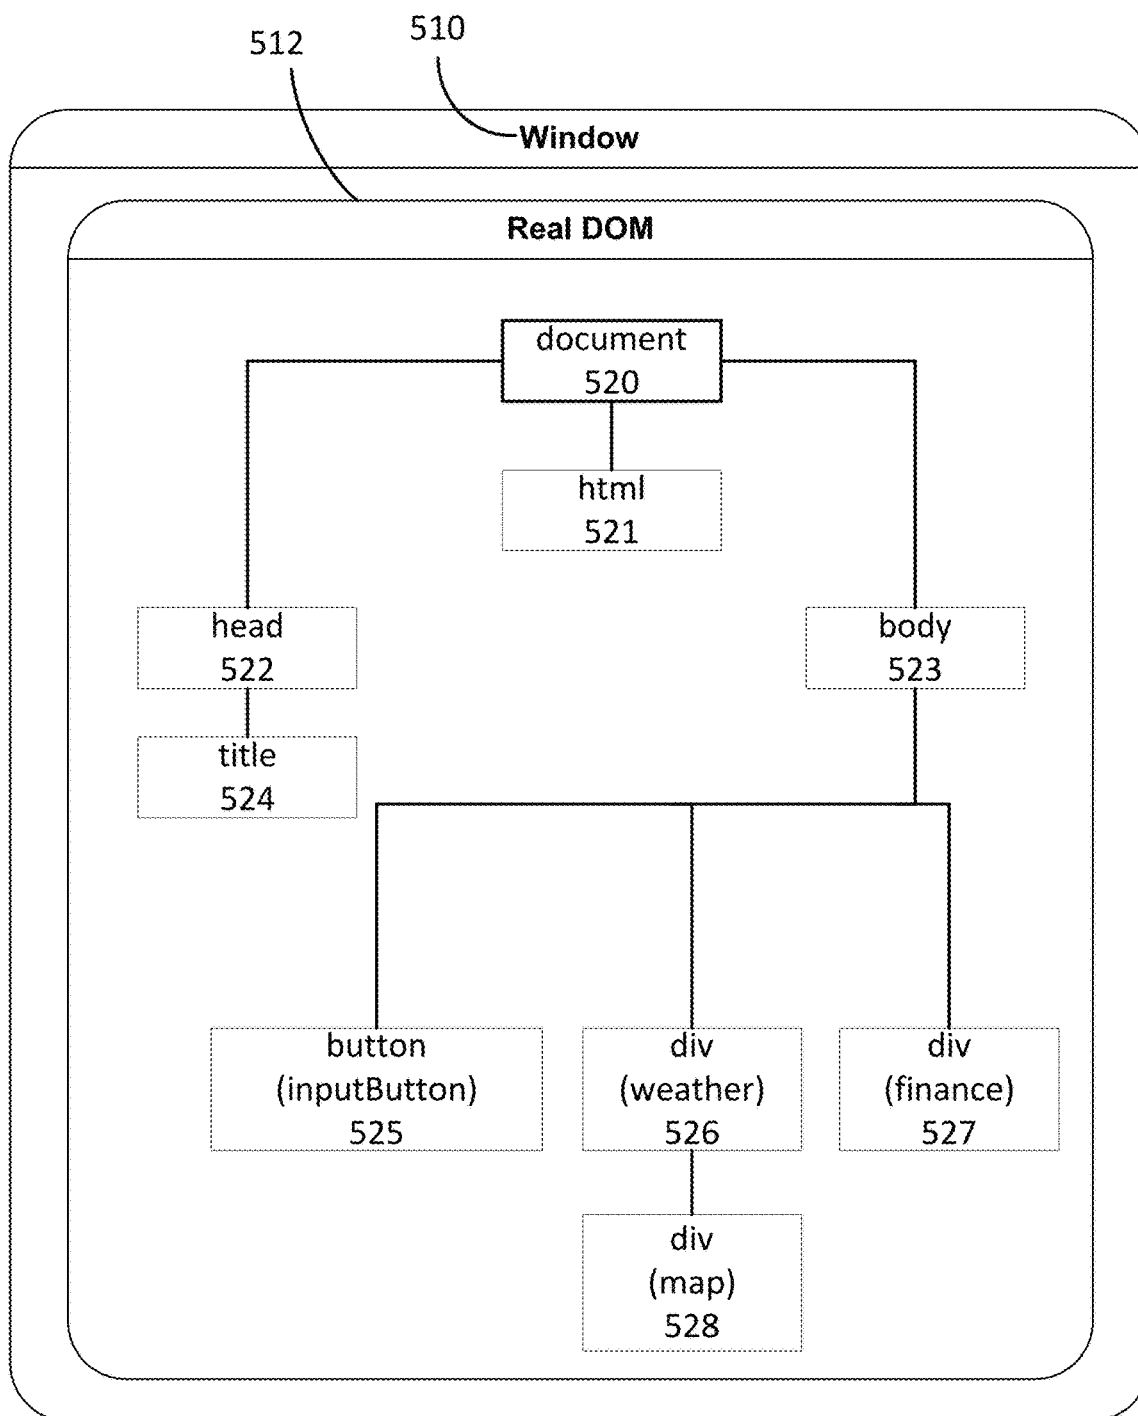 510
512
Window
Real DOM
document
520
html
521
head
522
body
523
title
524
button
(inputButton)
525
div
(weather)
526
div
(finance)
527
div
(map)
528